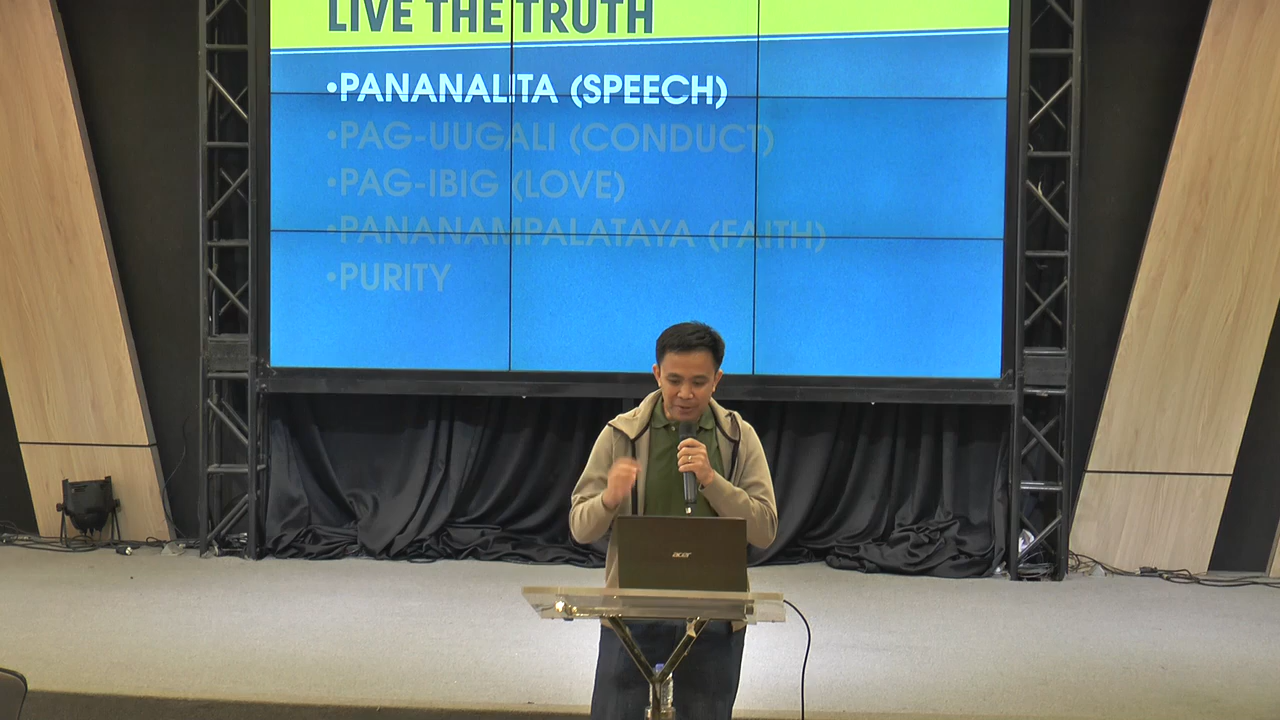 LIVE THE TRUTH
•PANANALITA (SPEECH)
•PAG-UUGALI (CONDUCT)
•PAG-IBIG (LOVE)
•PANANAMPALATAYA (FAITH)
•PURITY
acer